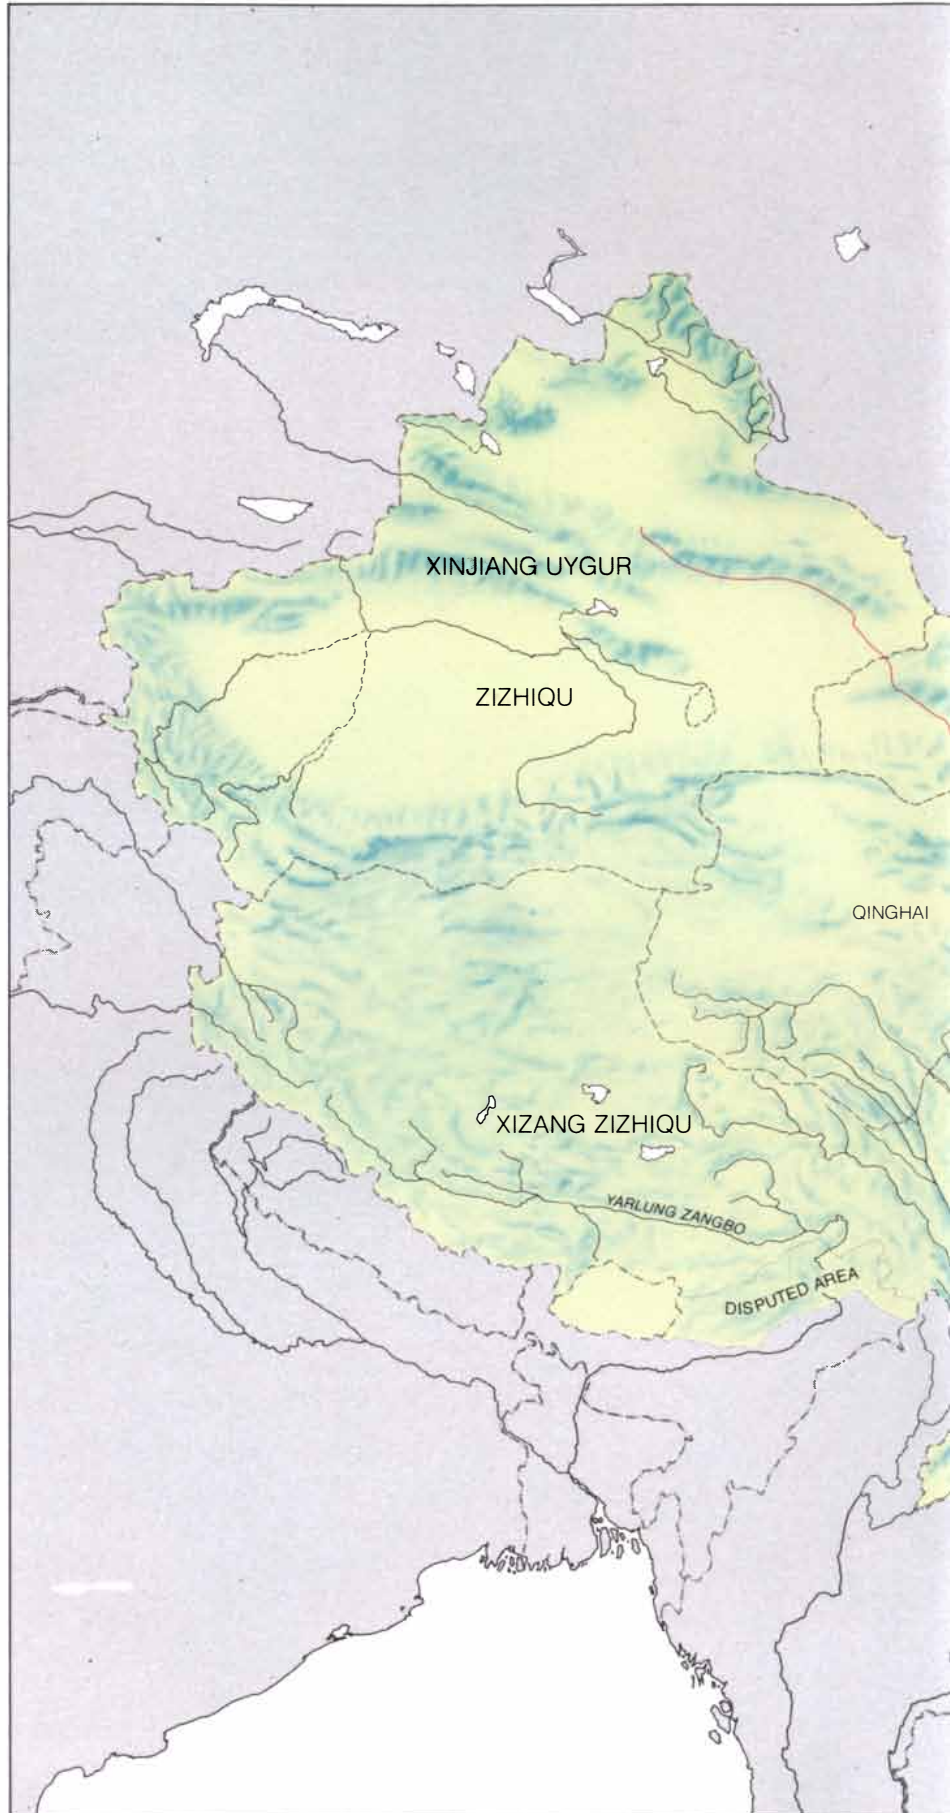 XINJIANG UYGUR
ZIZHIQU
QINGHAI
XIZANG ZIZHIQU
YARLUNG ZANGBO
DISPUTED AREA